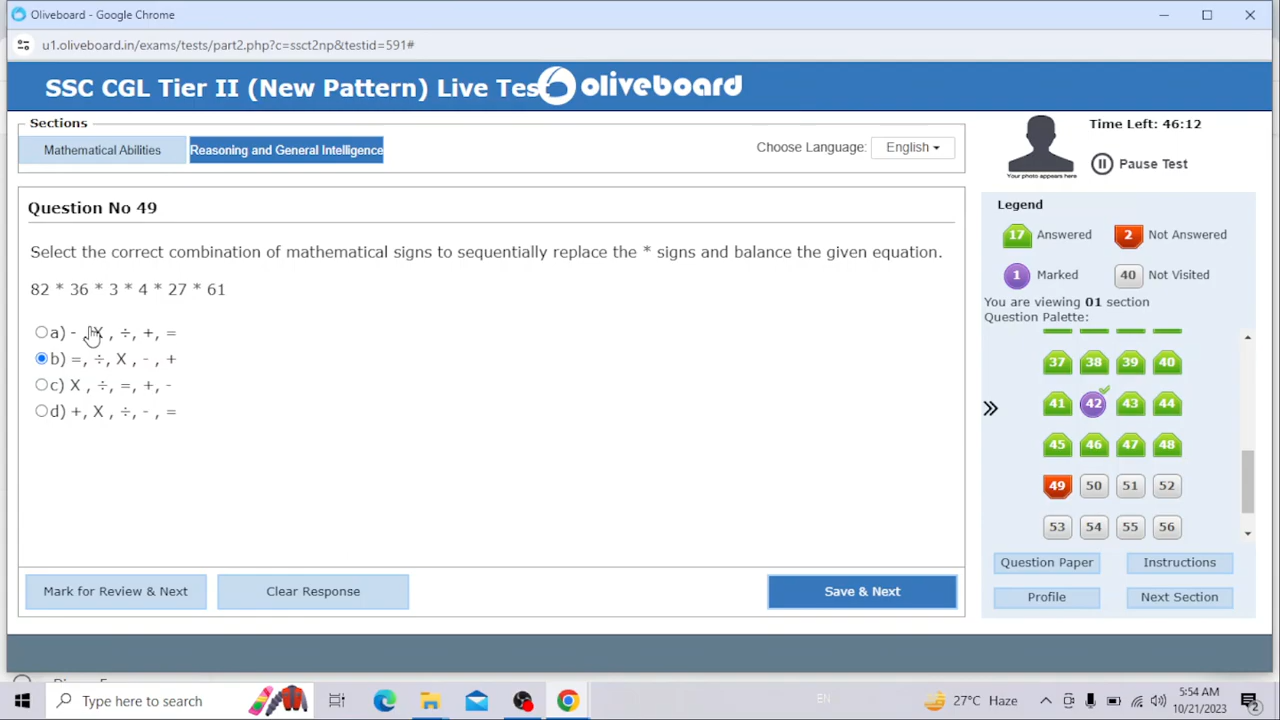 Oliveboard - Google Chrome
u1.oliveboard.in/exams/tests/part2.php?c=ssct2np&testid=591#
SSC CGL Tier II (New Pattern) Live Tes
oliveboard
Sections
Mathematical Abilities
Reasoning and General Intelligence
Choose Language:
English
Time Left: 46:12
Pause Test
Your photo appears here
Question No 49
Select the correct combination of mathematical signs to sequentially replace the * signs and balance the given equation.
82 * 36 * 3 * 4 * 27 * 61
a) - , X , ÷, +, =
b) =, ÷, X , - , +
c) X , ÷, =, +, -
d) +, X , ÷, - , =
Mark for Review & Next
Clear Response
Save & Next
Legend
17 Answered
2 Not Answered
1 Marked
40 Not Visited
You are viewing 01 section
Question Palette:
37 38 39 40
41 42 43 44
45 46 47 48
49 50 51 52
53 54 55 56
Question Paper
Instructions
Profile
Next Section
Type here to search
EN
27°C Haze
5:54 AM
10/21/2023
2